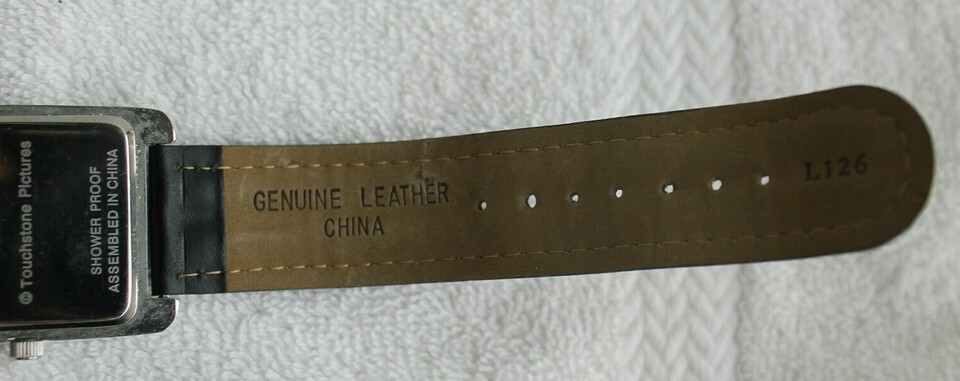 © Touchstone Pictures
SHOWER PROOF
ASSEMBLED IN CHINA
GENUINE LEATHER
CHINA
L126